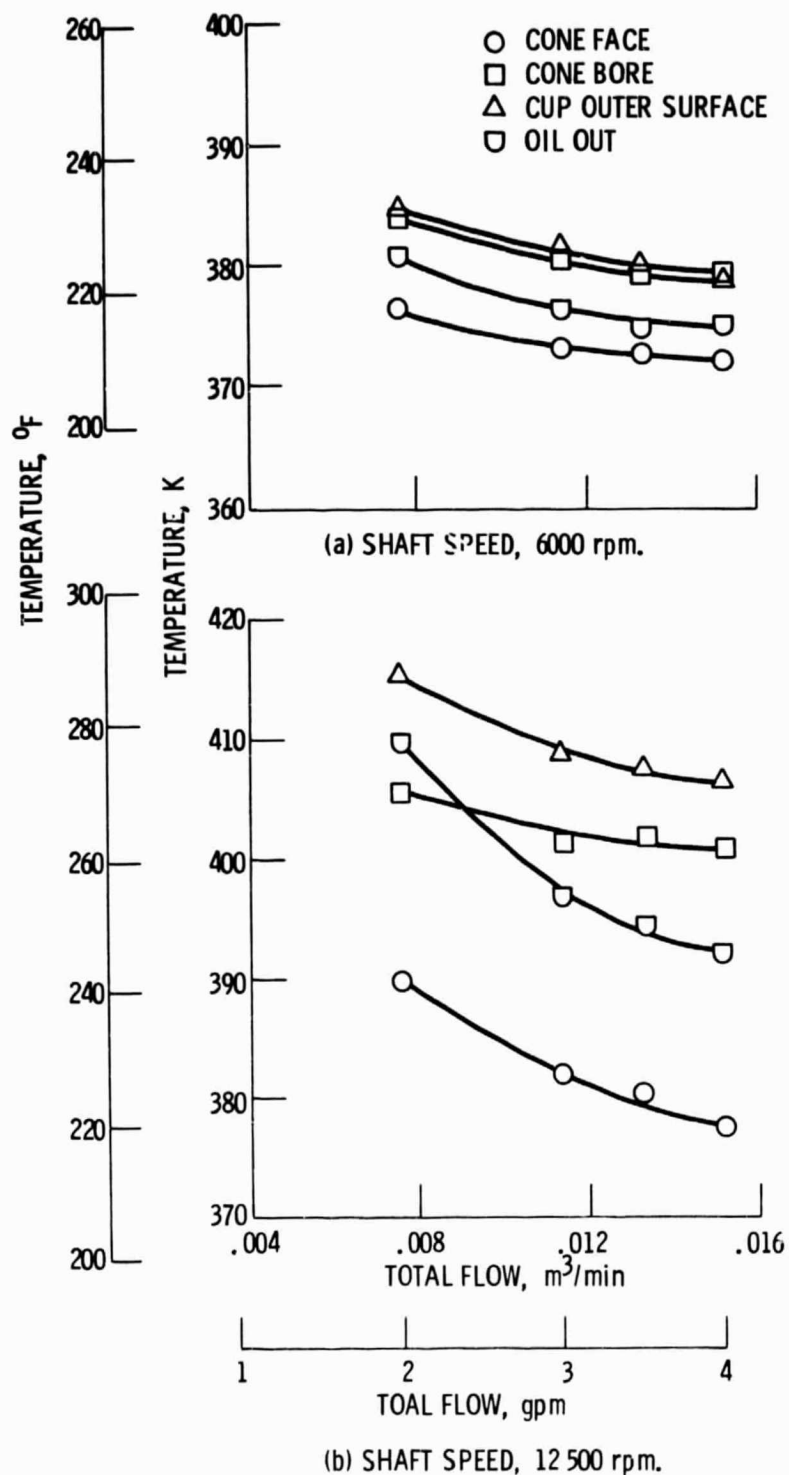 ○ CONE FACE
□ CONE BORE
△ CUP OUTER SURFACE
OIL OUT
260
240
220
200
TEMPERATURE, ⁰F
400
390
380
370
360
TEMPERATURE, K
(a) SHAFT SPEED, 6000 rpm.
300
280
260
240
220
200
420
410
400
390
380
370
.004 .008 .012 .016
TOTAL FLOW, m³/min
1 2 3 4
TOAL FLOW, gpm
(b) SHAFT SPEED, 12 500 rpm.